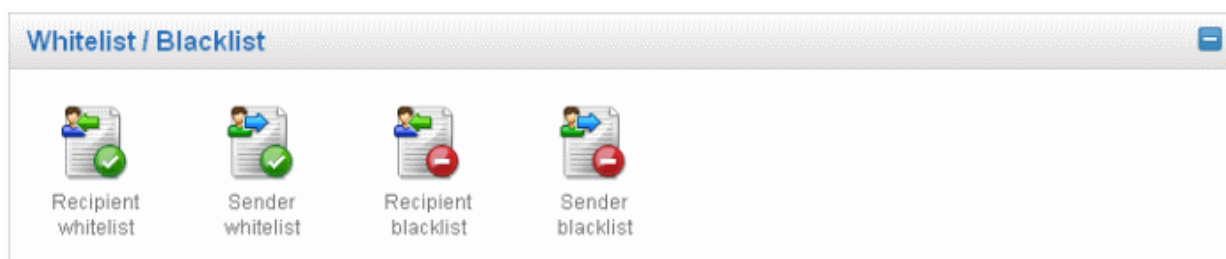 Whitelist / Blacklist
Recipient
whitelist
Sender
whitelist
Recipient
blacklist
Sender
blacklist